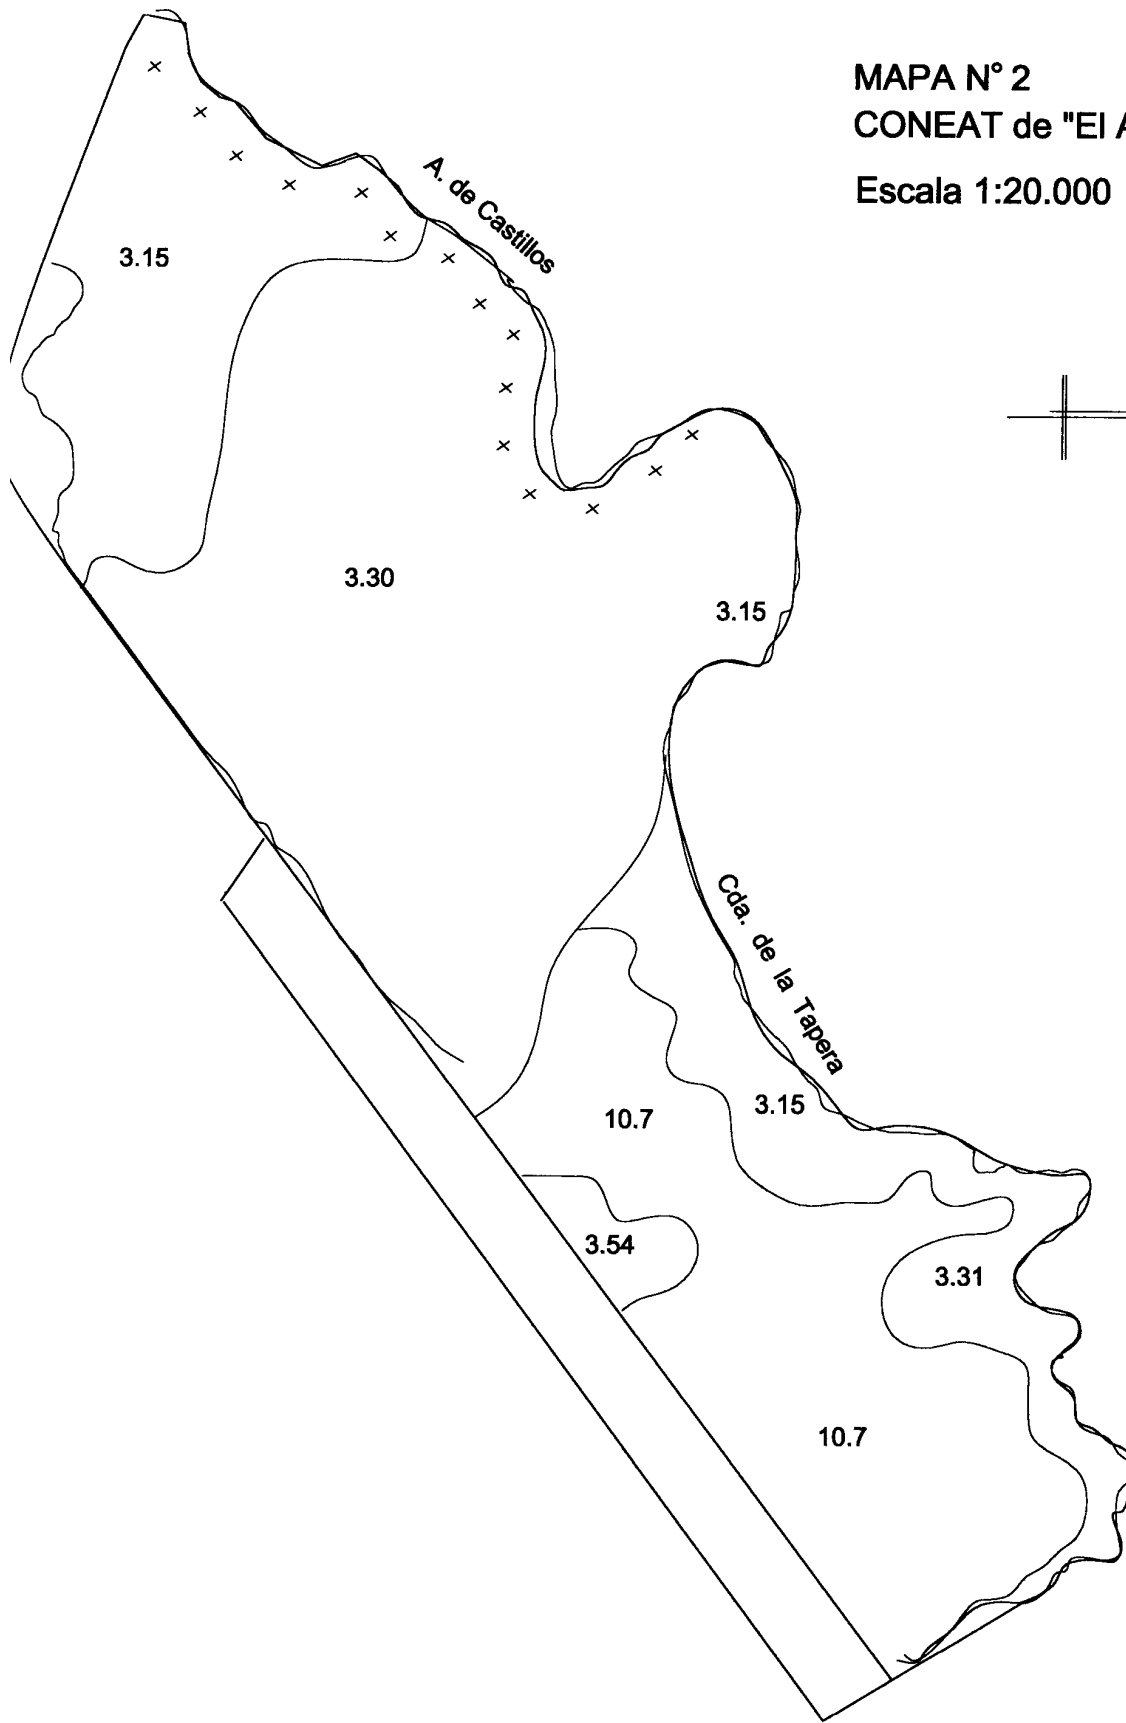 MAPA N° 2
CONEAT de "El A
Escala 1:20.000
A. de Castillos
3.15
3.30
3.15
Cda. de la Tapera
3.15
10.7
3.54
3.31
10.7